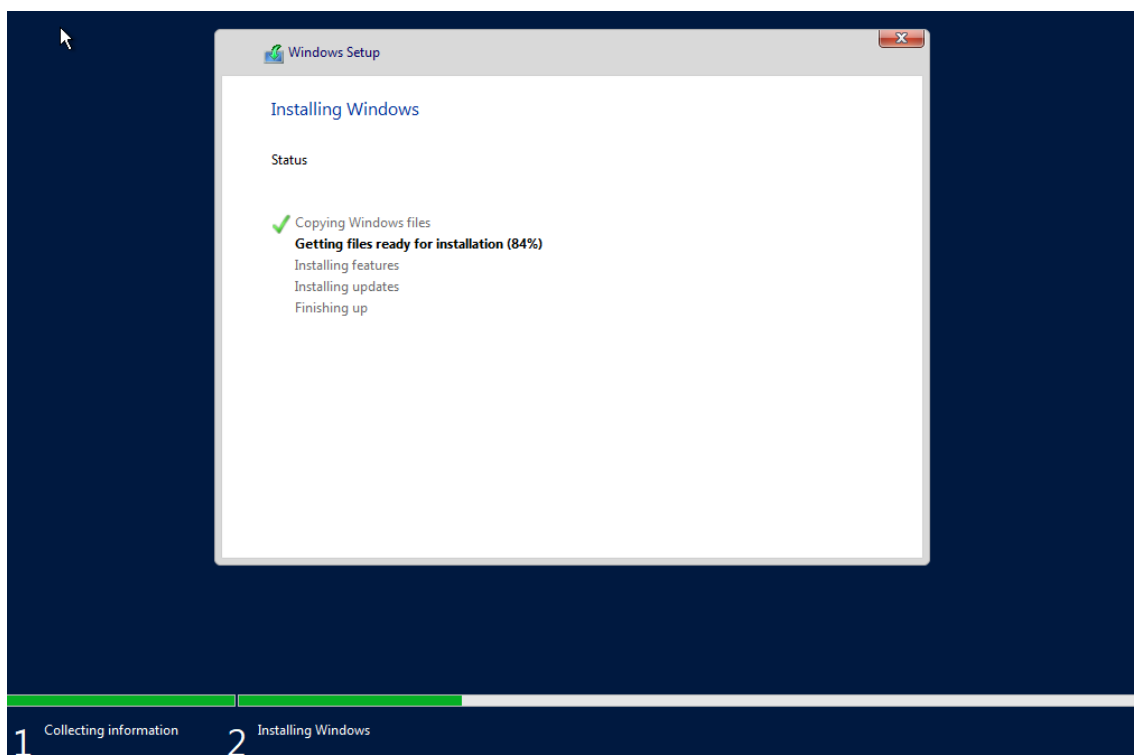 Windows Setup
Installing Windows
Status
Copying Windows files
Getting files ready for installation (84%)
Installing features
Installing updates
Finishing up
1 Collecting information
2 Installing Windows